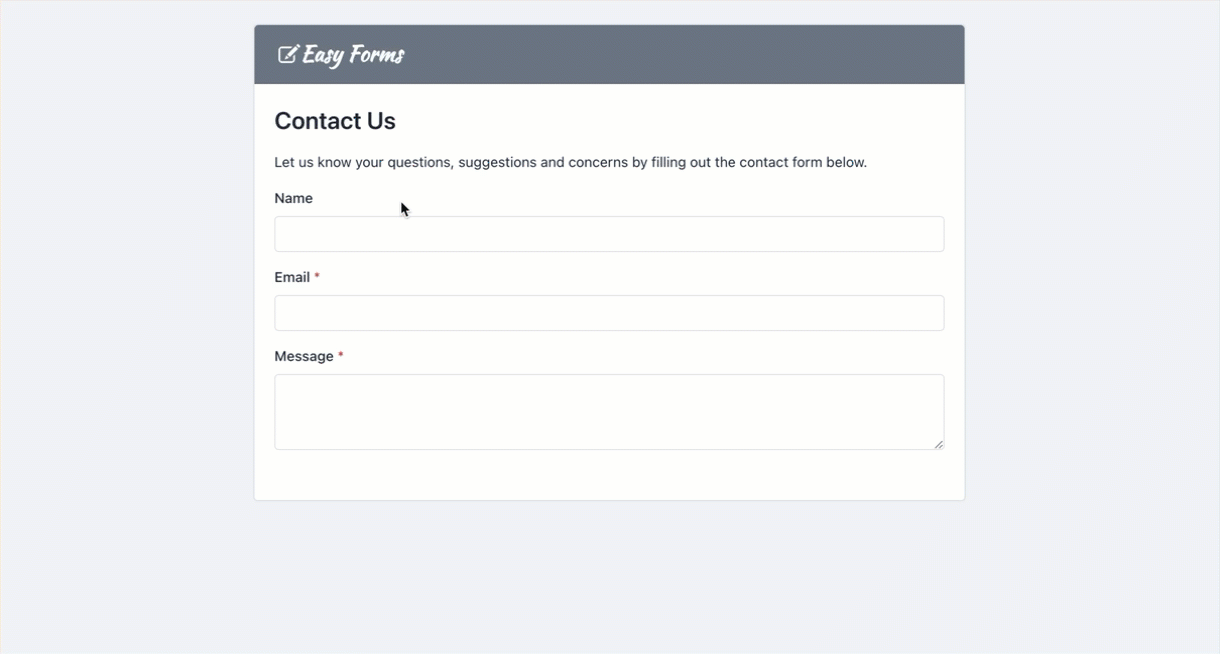 Easy Forms
Contact Us
Let us know your questions, suggestions and concerns by filling out the contact form below.
Name
Email *
Message *